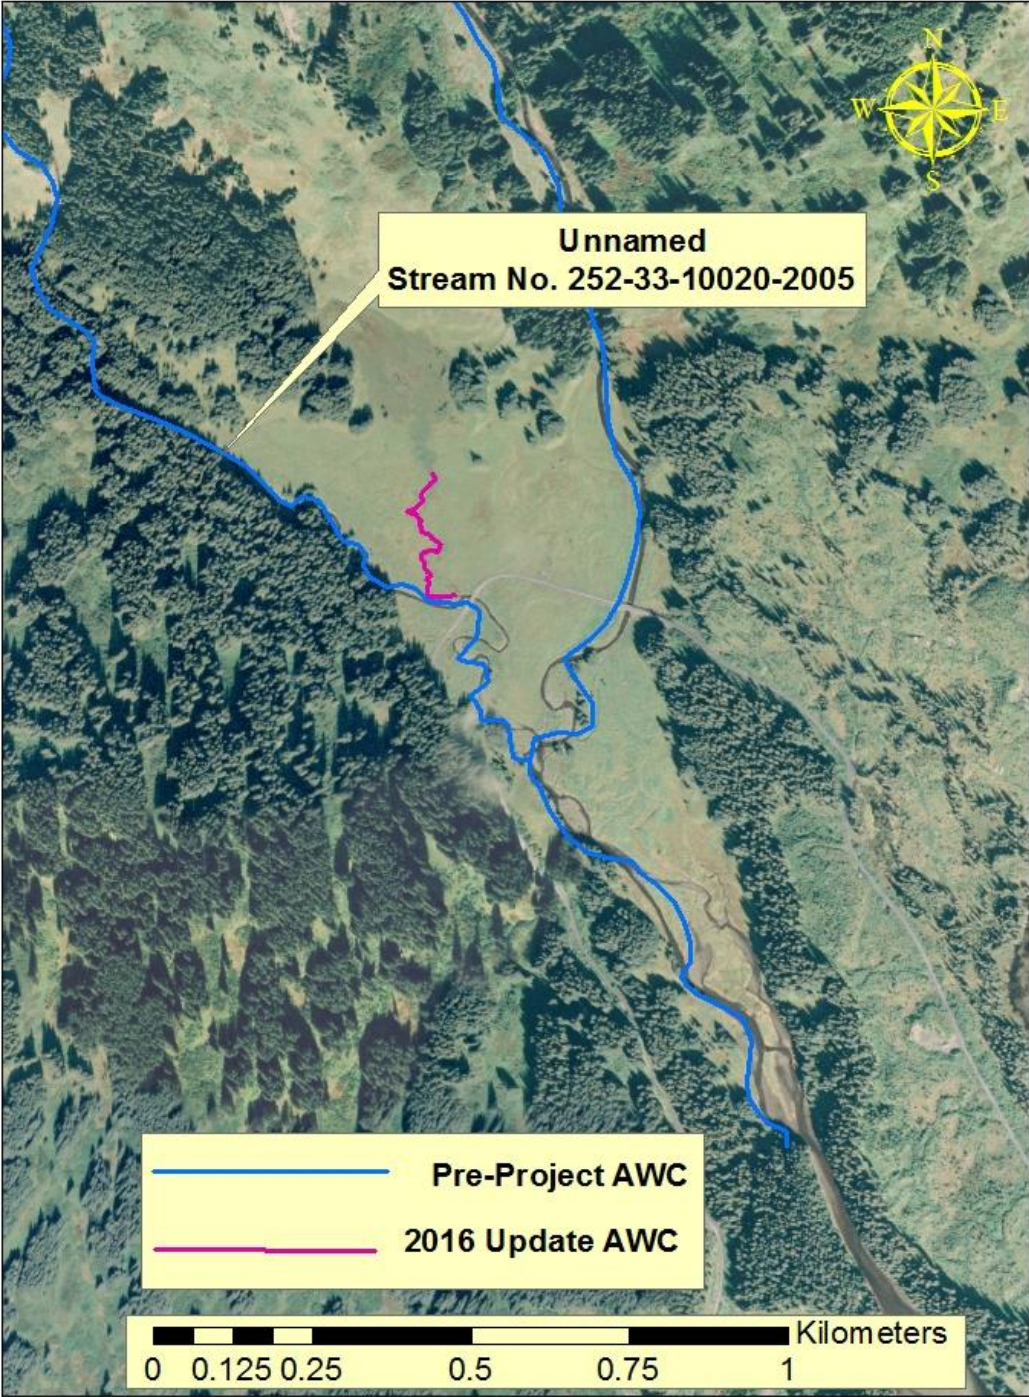 N
W E
S
Unnamed
Stream No. 252-33-10020-2005
Pre-Project AWC
2016 Update AWC
Kilometers
0 0.125 0.25 0.5 0.75 1